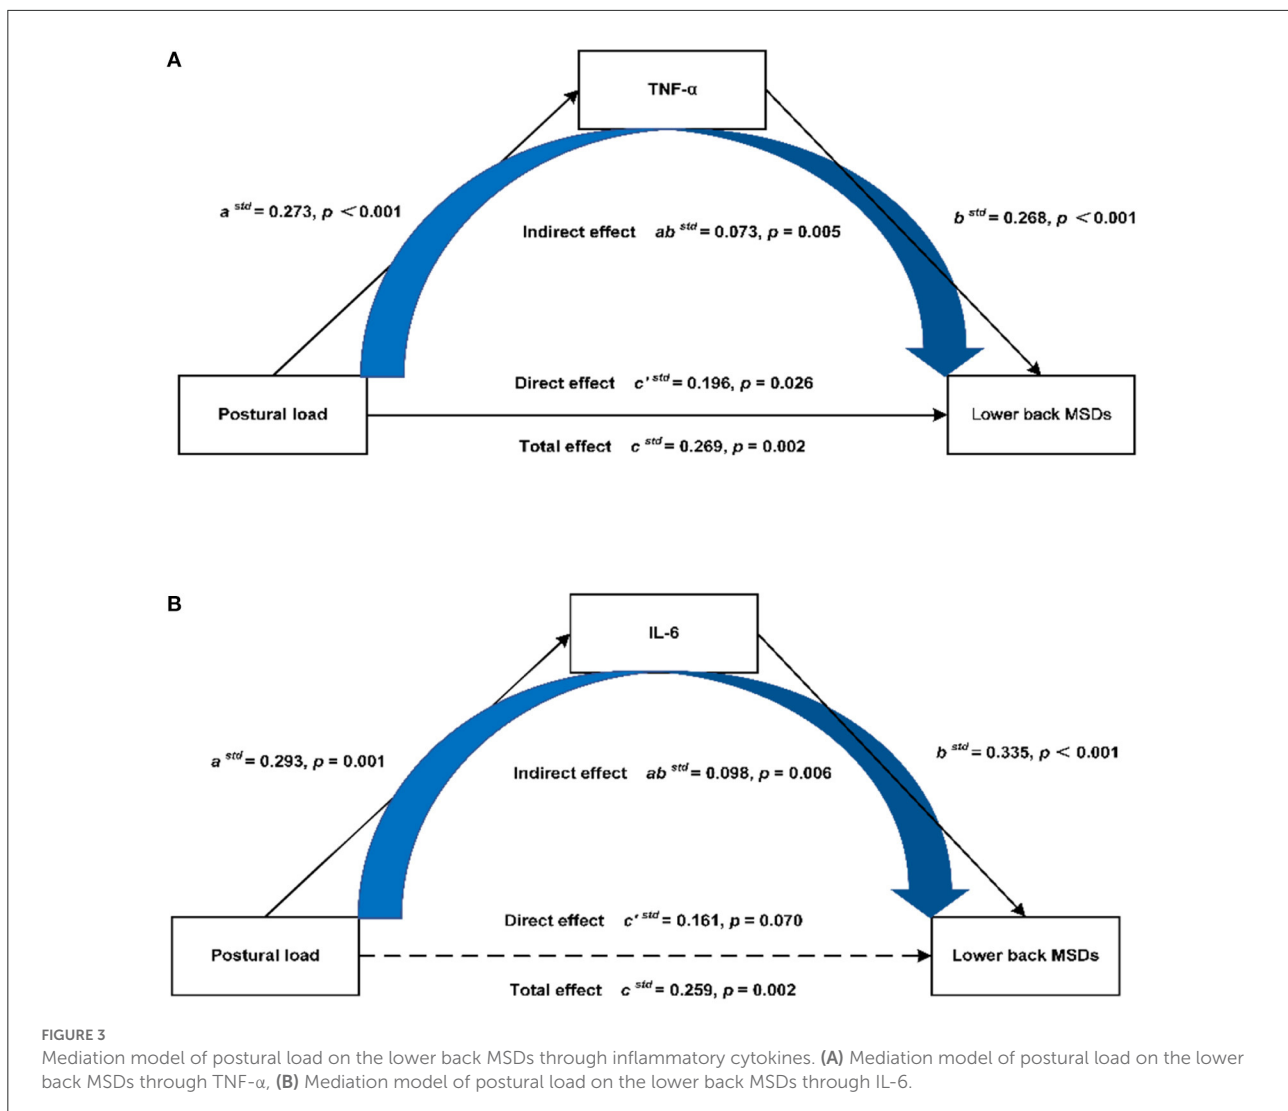 A
TNF-α
a std = 0.273, p < 0.001
b std = 0.268, p < 0.001
Indirect effect ab std = 0.073, p = 0.005
Direct effect c' std = 0.196, p = 0.026
Postural load
Lower back MSDs
Total effect c std = 0.269, p = 0.002
B
IL-6
a std = 0.293, p = 0.001
b std = 0.335, p < 0.001
Indirect effect ab std = 0.098, p = 0.006
Direct effect c' std = 0.161, p = 0.070
Postural load
Lower back MSDs
Total effect c std = 0.259, p = 0.002
FIGURE 3
Mediation model of postural load on the lower back MSDs through inflammatory cytokines. (A) Mediation model of postural load on the lower
back MSDs through TNF-α, (B) Mediation model of postural load on the lower back MSDs through IL-6.